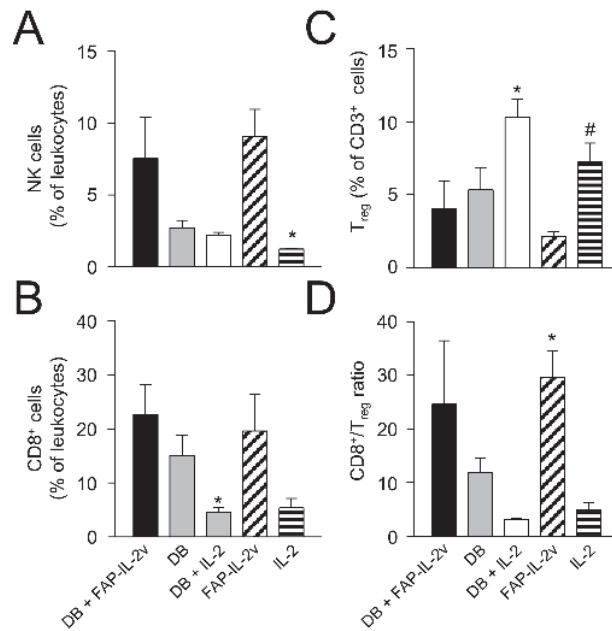 A
15
10
5
0
NK cells
(% of leukocytes)
*
C
15
10
5
0
T_reg (% of CD3⁺ cells)
*
#
B
40
30
20
10
0
CD8⁺ cells
(% of leukocytes)
*
DB + FAP-IL-2v
DB
DB + IL-2
FAP-IL-2v
IL-2
D
40
30
20
10
0
CD8⁺/T_reg ratio
*
DB + FAP-IL-2v
DB
DB + IL-2
FAP-IL-2v
IL-2